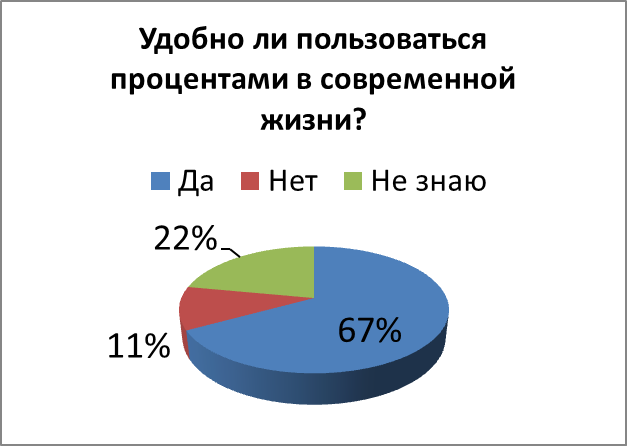 Удобно ли пользоваться
процентами в современной
жизни?
Да Нет Не знаю
22%
67%
11%